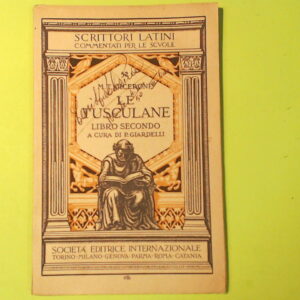 SCRITTORI LATINI
COMMENTATI PER LE SCVOLE
M. T. CICERONIS
LE
TUSCULANE
LIBRO SECONDO
A CURA DI P. GIARDELLI
SOCIETÀ EDITRICE INTERNAZIONALE
TORINO·MILANO·GENOVA·PARMA·ROMA·CATANIA